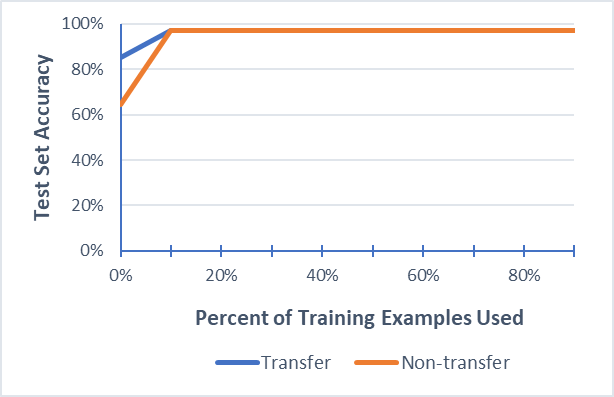 100%
80%
60%
40%
20%
0%
Test Set Accuracy
0% 20% 40% 60% 80%
Percent of Training Examples Used
Transfer Non-transfer